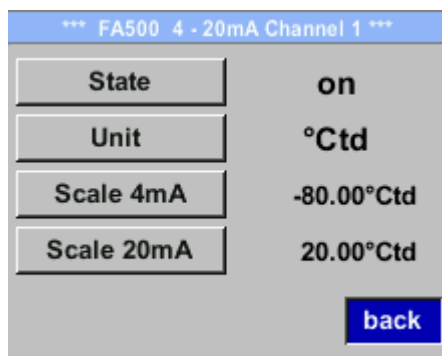 *** FA500 4 - 20mA Channel 1 ***
State on
Unit °Ctd
Scale 4mA -80.00°Ctd
Scale 20mA 20.00°Ctd
back